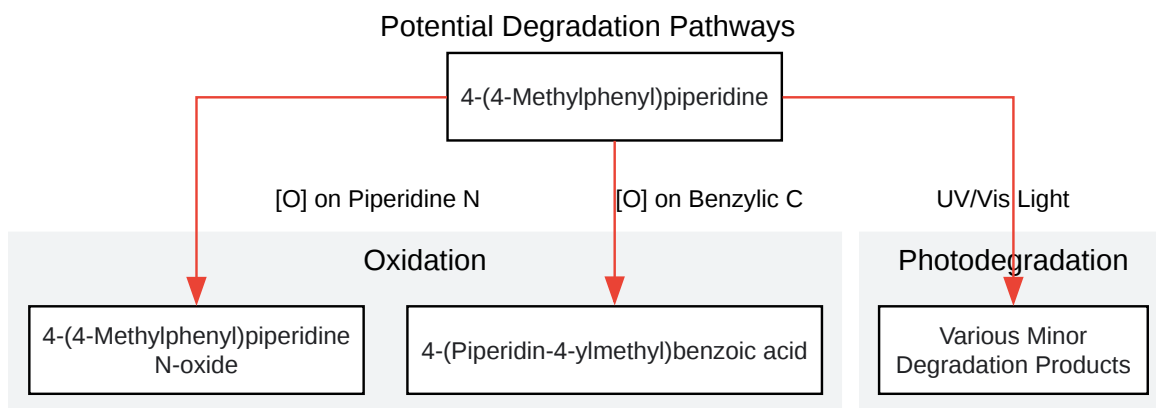 Potential Degradation Pathways
4-(4-Methylphenyl)piperidine
[O] on Piperidine N
[O] on Benzylic C
UV/Vis Light
Oxidation
Photodegradation
4-(4-Methylphenyl)piperidine
N-oxide
4-(Piperidin-4-ylmethyl)benzoic acid
Various Minor
Degradation Products